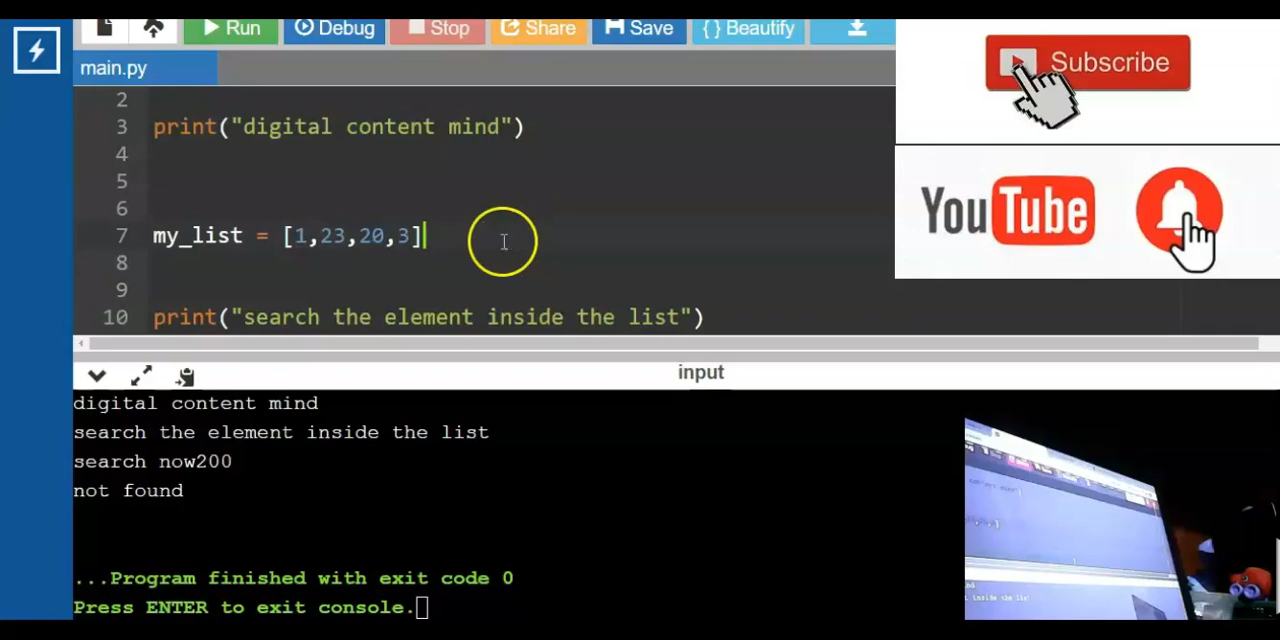 Run Debug Stop Share Save { } Beautify
Subscribe
main.py
2
3 print("digital content mind")
4
5
6
7 my_list = [1,23,20,3]
8
9
10 print("search the element inside the list")
YouTube
input
digital content mind
search the element inside the list
search now200
not found
...Program finished with exit code 0
Press ENTER to exit console.